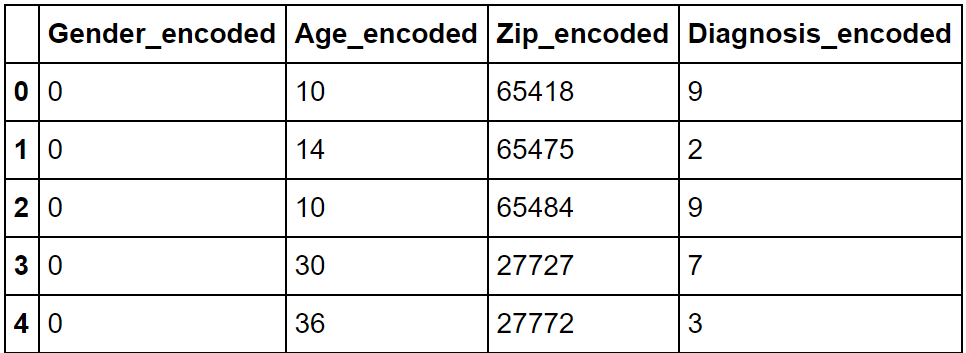 Gender_encoded Age_encoded Zip_encoded Diagnosis_encoded
0 0 10 65418 9
1 0 14 65475 2
2 0 10 65484 9
3 0 30 27727 7
4 0 36 27772 3